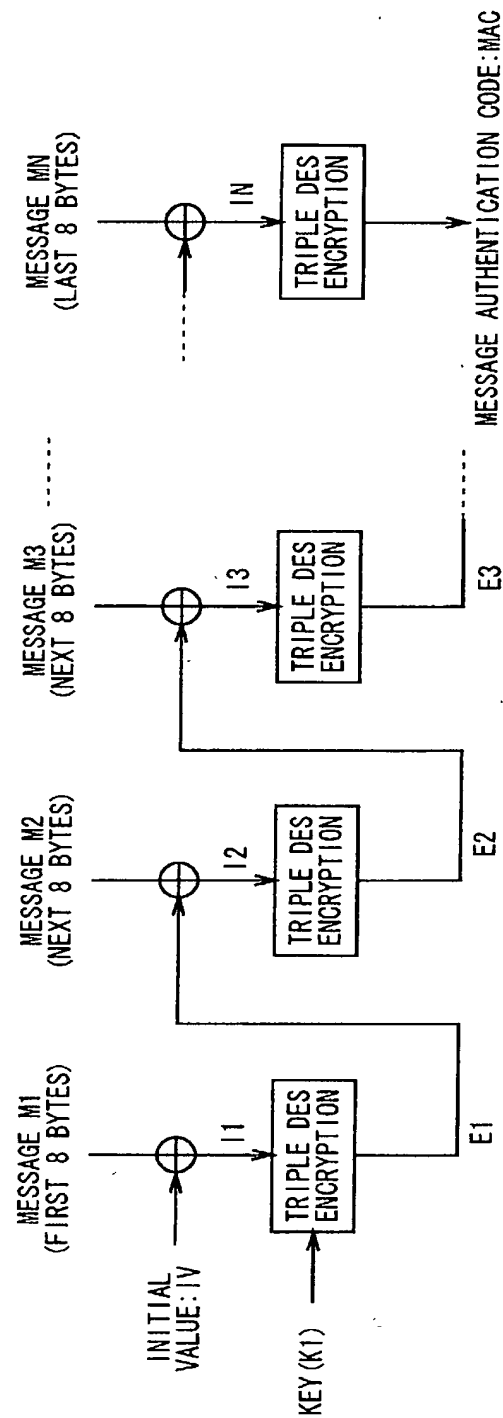 MESSAGE M1
(FIRST 8 BYTES)
MESSAGE M2
(NEXT 8 BYTES)
MESSAGE M3
(NEXT 8 BYTES)
MESSAGE MN
(LAST 8 BYTES)
INITIAL
VALUE:IV
I1
I2
I3
IN
KEY(K1)
TRIPLE DES
ENCRYPTION
TRIPLE DES
ENCRYPTION
TRIPLE DES
ENCRYPTION
TRIPLE DES
ENCRYPTION
E1
E2
E3
MESSAGE AUTHENTICATION CODE:MAC